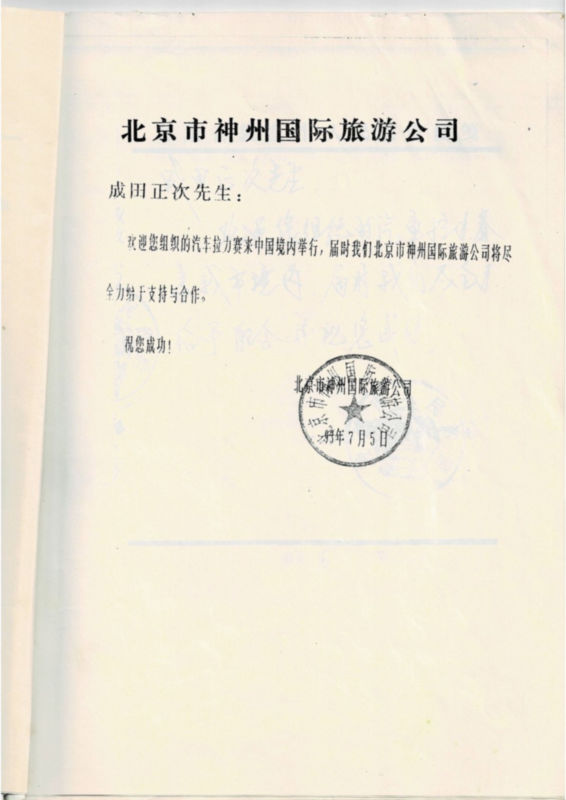 北京市神州国际旅游公司
成田正次先生：
欢迎您组织的汽车拉力赛来中国境内举行，届时我们北京市神州国际旅游公司将尽
全力给于支持与合作。
祝您成功！
北京市神州国际旅游公司
北京市神州国际旅游公司
93年7月5日